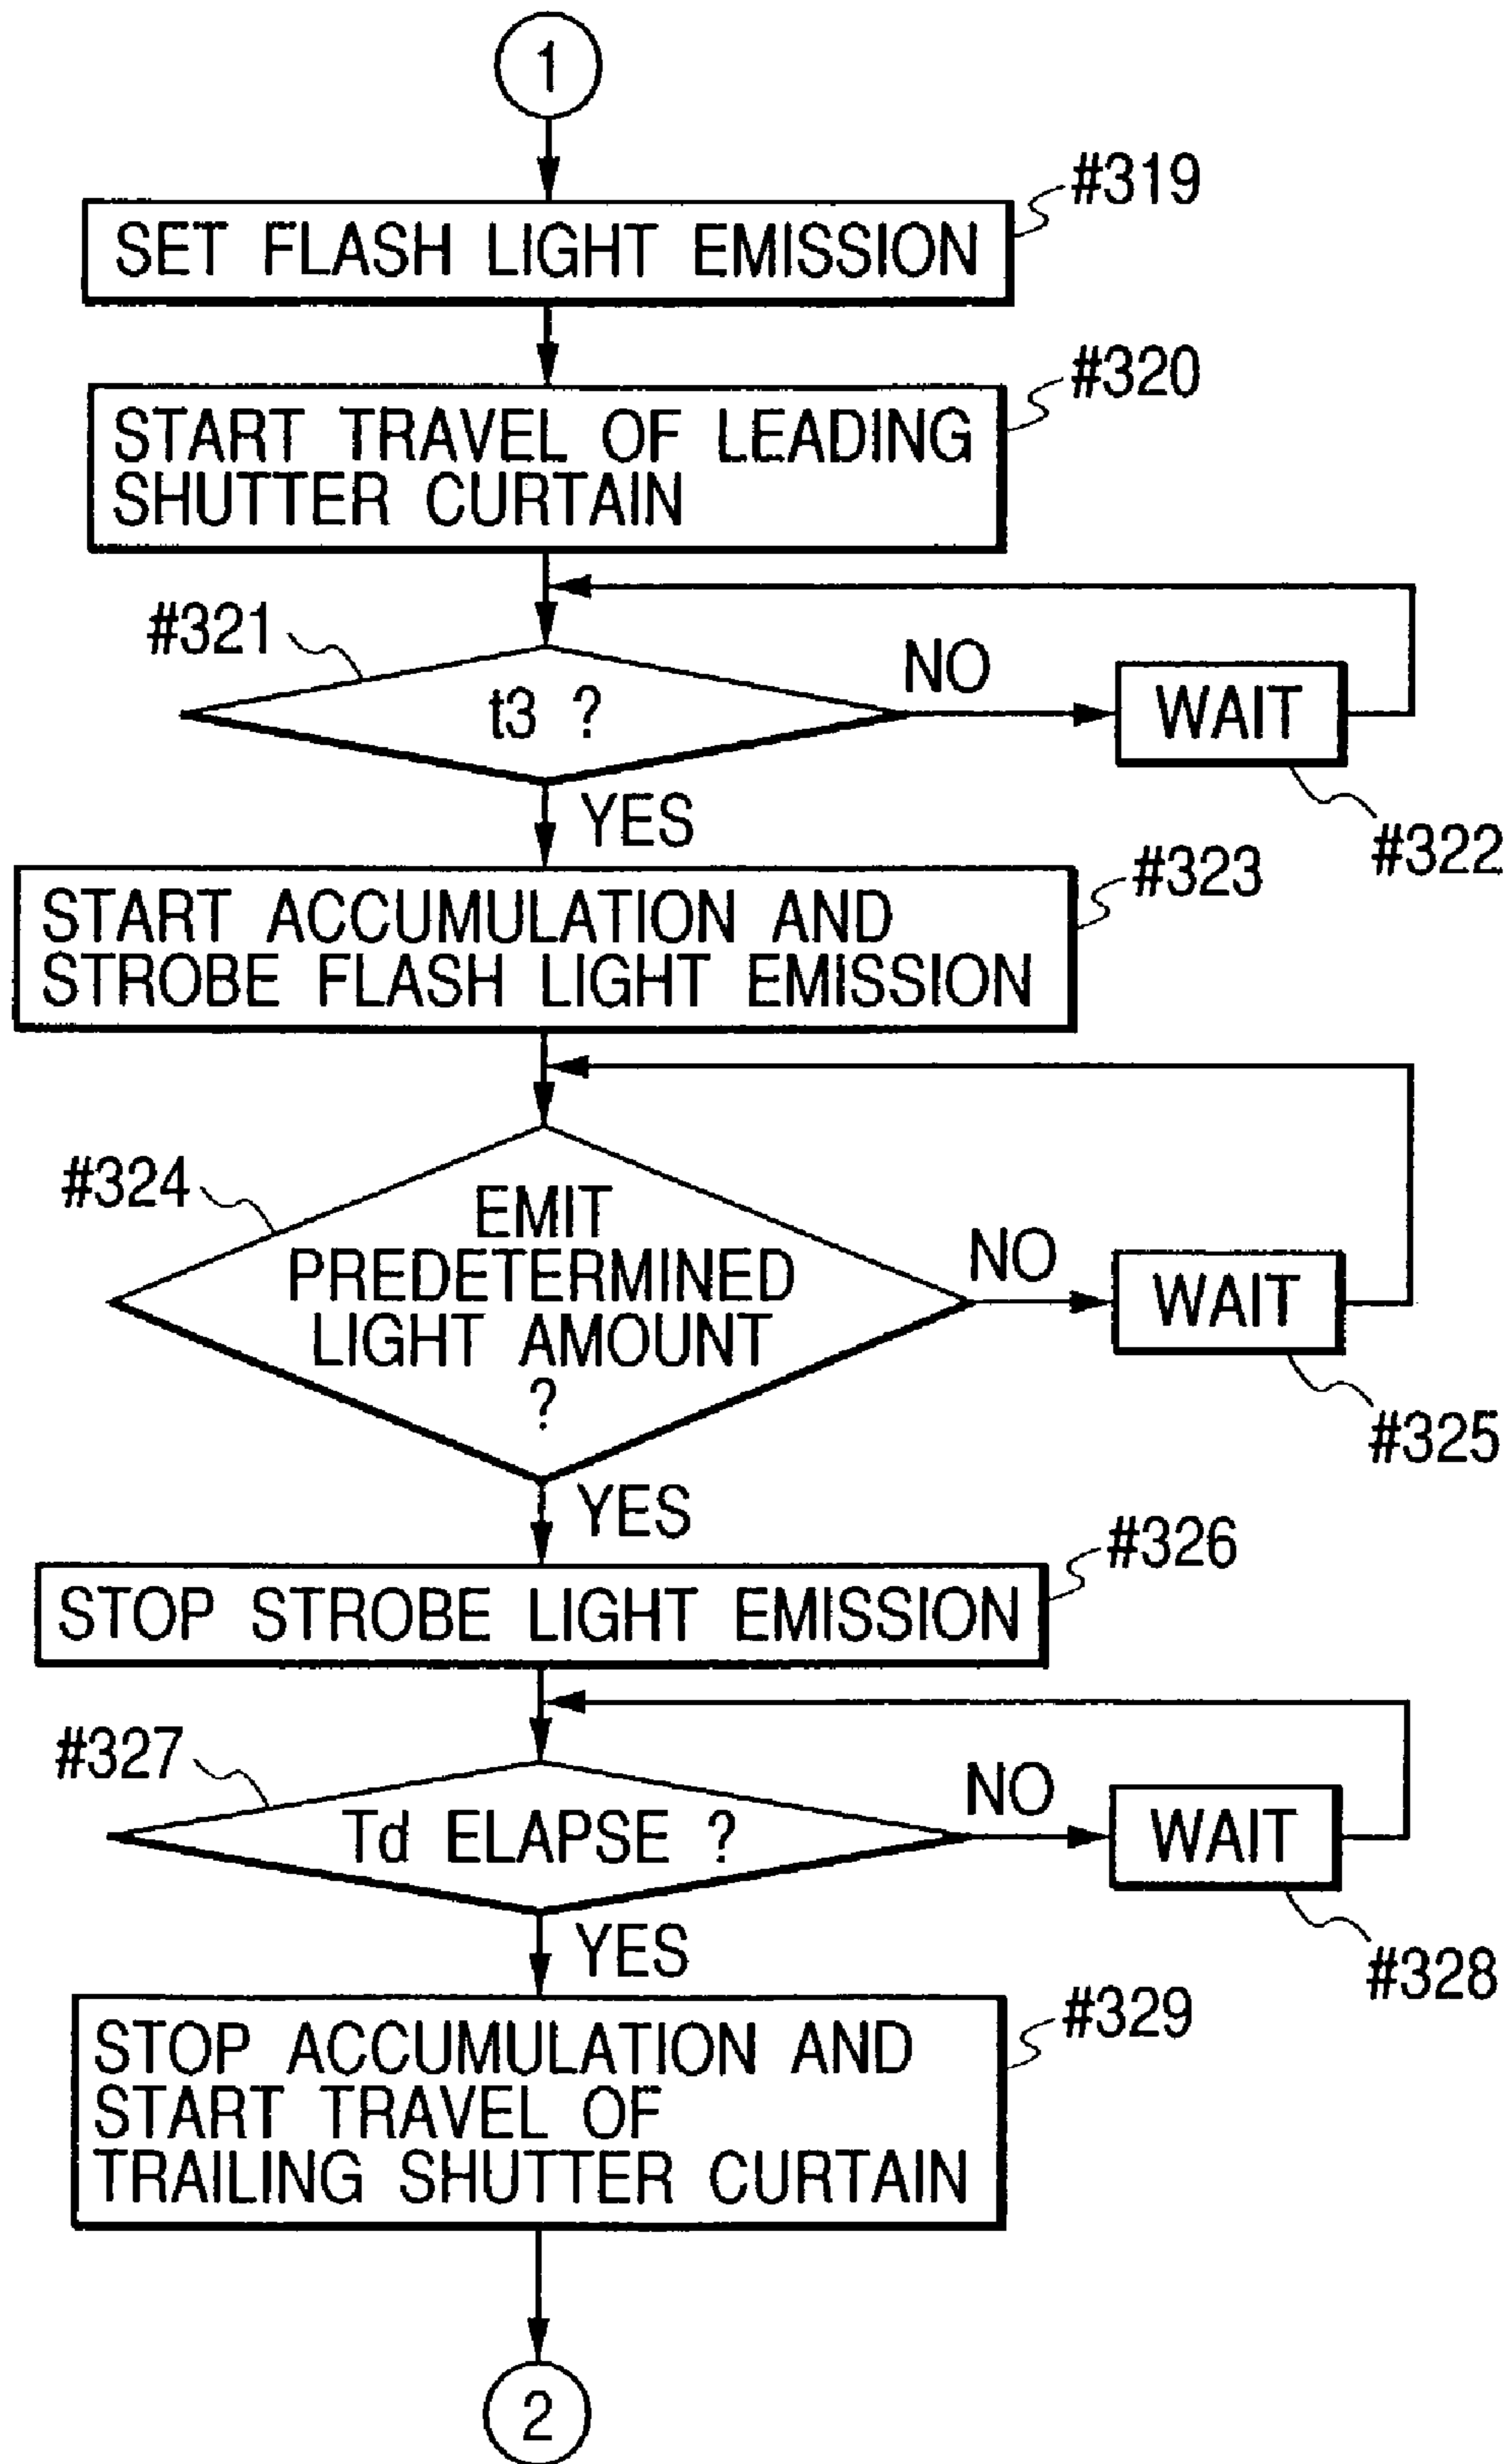 1
#319
SET FLASH LIGHT EMISSION
#320
START TRAVEL OF LEADING
SHUTTER CURTAIN
#321
t3 ?
NO
WAIT
#322
YES
#323
START ACCUMULATION AND
STROBE FLASH LIGHT EMISSION
#324
EMIT
PREDETERMINED
LIGHT AMOUNT
?
NO
WAIT
#325
YES
#326
STOP STROBE LIGHT EMISSION
#327
Td ELAPSE ?
NO
WAIT
#328
YES
#329
STOP ACCUMULATION AND
START TRAVEL OF
TRAILING SHUTTER CURTAIN
2